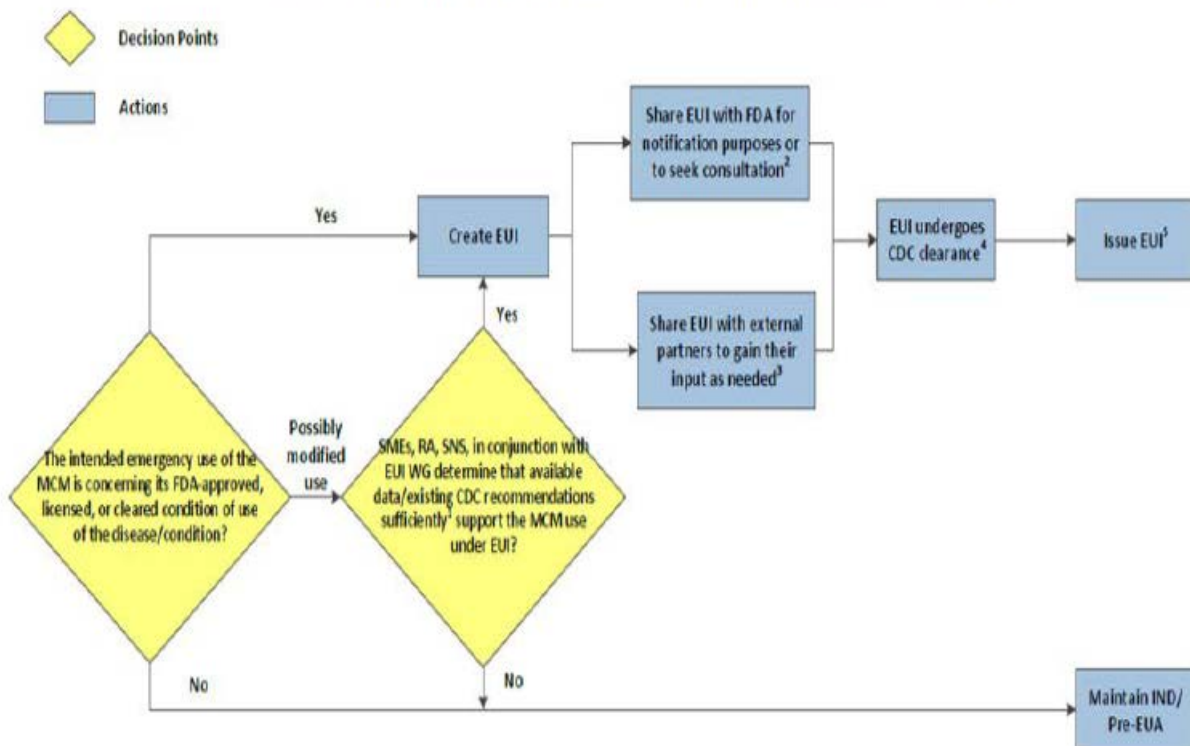 Decision Points
Actions
Share EUI with FDA for
notification purposes or
to seek consultation²
Yes
Create EUI
EUI undergoes
CDC clearance⁴
Issue EUI⁵
Yes
Share EUI with external
partners to gain their
input as needed³
The intended emergency use of the
MCM is concerning its FDA-approved,
licensed, or cleared condition of use
of the disease/condition?
Possibly
modified
use
SMEs, RA, SNS, in conjunction with
EUI WG determine that available
data/existing CDC recommendations
sufficiently¹ support the MCM use
under EUI?
No
No
Maintain IND/
Pre-EUA